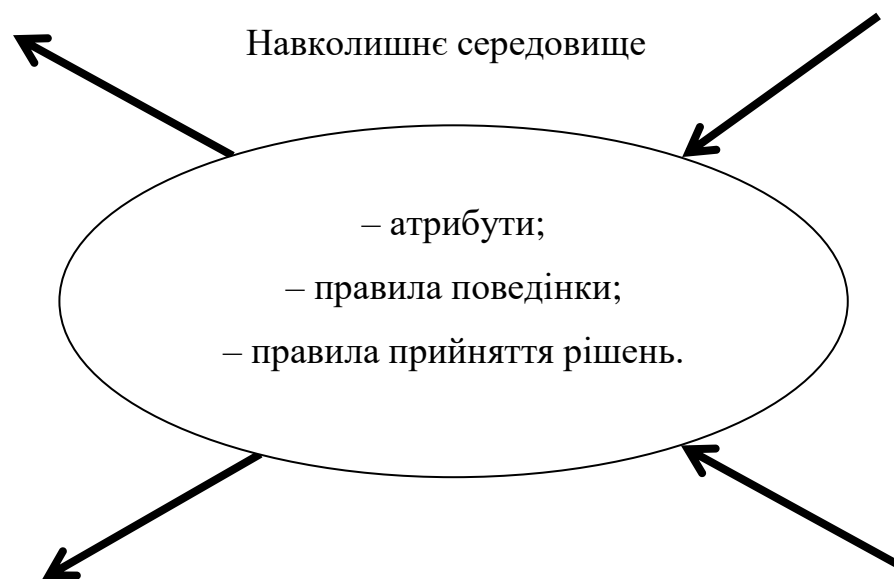 Навколишнє середовище
– атрибути;
– правила поведінки;
– правила прийняття рішень.